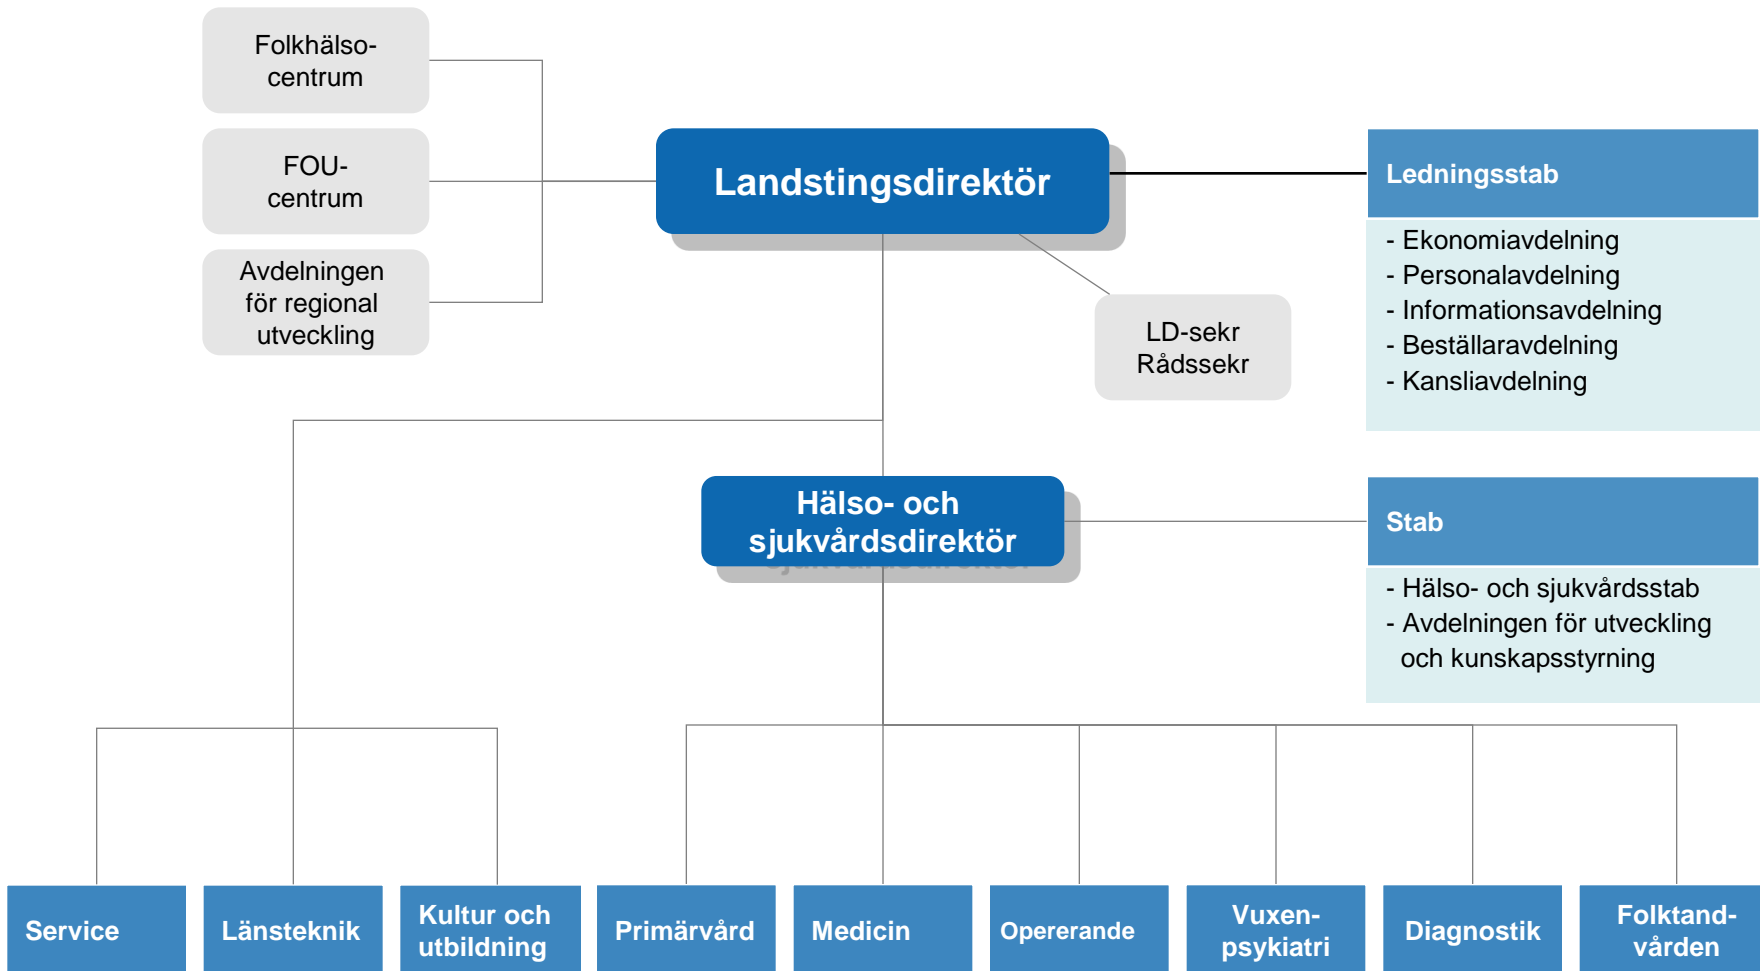 Folkhälso-
centrum
FOU-
centrum
Avdelningen
för regional
utveckling
Landstingsdirektör
LD-sekr
Rådssekr
Ledningsstab
- Ekonomiavdelning
- Personalavdelning
- Informationsavdelning
- Beställaravdelning
- Kansliavdelning
Hälso- och
sjukvårdsdirektör
Stab
- Hälso- och sjukvårdsstab
- Avdelningen för utveckling
och kunskapsstyrning
Service
Länsteknik
Kultur och
utbildning
Primärvård
Medicin
Opererande
Vuxen-
psykiatri
Diagnostik
Folktand-
vården